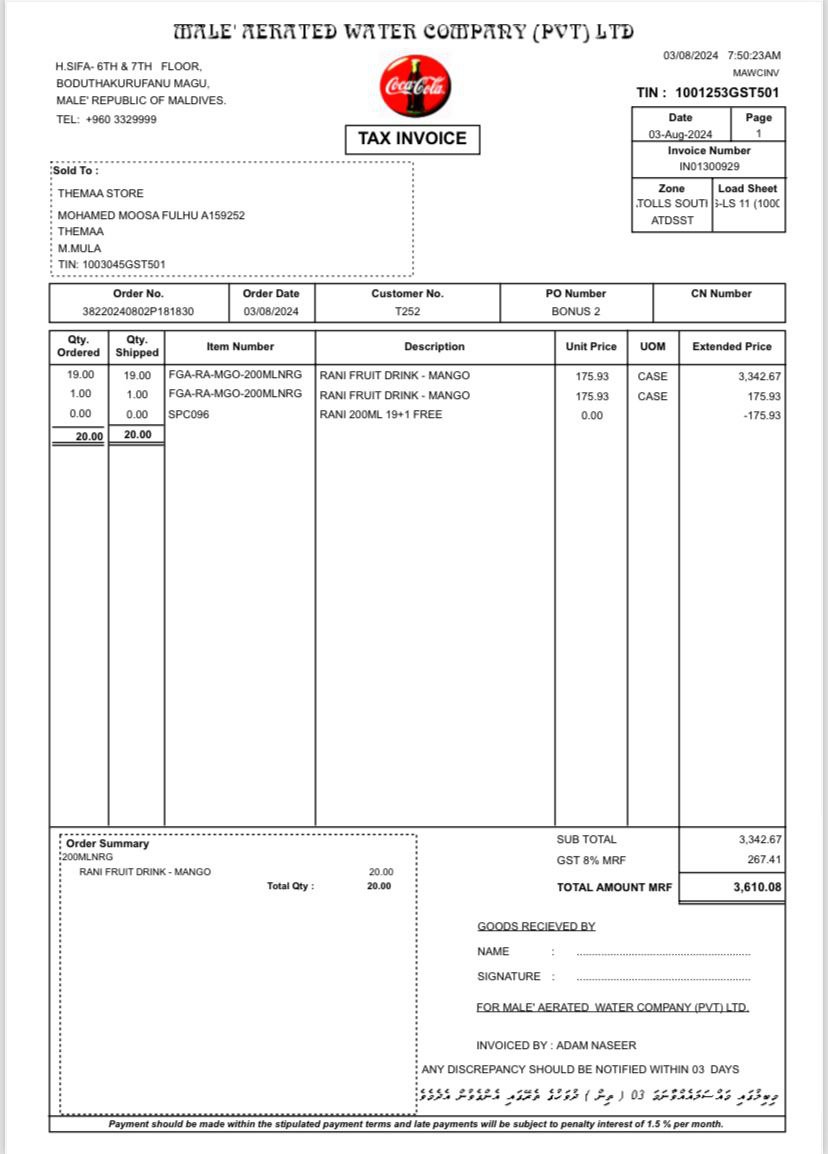 MALE' AERATED WATER COMPANY (PVT) LTD
H.SIFA- 6TH & 7TH FLOOR,
BODUTHAKURUFANU MAGU,
MALE' REPUBLIC OF MALDIVES.
TEL: +960 3329999
Coca-Cola
TAX INVOICE
03/08/2024 7:50:23AM
MAWCINV
TIN : 1001253GST501
Date Page
03-Aug-2024 1
Invoice Number
IN01300929
Zone Load Sheet
.TOLLS SOUTI S-LS 11 (100C
ATDSST
Sold To :
THEMAA STORE
MOHAMED MOOSA FULHU A159252
THEMAA
M.MULA
TIN: 1003045GST501
Order No. Order Date Customer No. PO Number CN Number
38220240802P181830 03/08/2024 T252 BONUS 2
Qty. Ordered Qty. Shipped Item Number Description Unit Price UOM Extended Price
19.00 19.00 FGA-RA-MGO-200MLNRG RANI FRUIT DRINK - MANGO 175.93 CASE 3,342.67
1.00 1.00 FGA-RA-MGO-200MLNRG RANI FRUIT DRINK - MANGO 175.93 CASE 175.93
0.00 0.00 SPC096 RANI 200ML 19+1 FREE 0.00 -175.93
20.00 20.00
Order Summary
200MLNRG
RANI FRUIT DRINK - MANGO 20.00
Total Qty : 20.00
SUB TOTAL 3,342.67
GST 8% MRF 267.41
TOTAL AMOUNT MRF 3,610.08
GOODS RECIEVED BY
NAME : ....................................................
SIGNATURE : ....................................................
FOR MALE' AERATED WATER COMPANY (PVT) LTD.
INVOICED BY : ADAM NASEER
ANY DISCREPANCY SHOULD BE NOTIFIED WITHIN 03 DAYS
03 ( ތިން ) ދުވަހުގެ ތެރޭގައި
Payment should be made within the stipulated payment terms and late payments will be subject to penalty interest of 1.5 % per month.